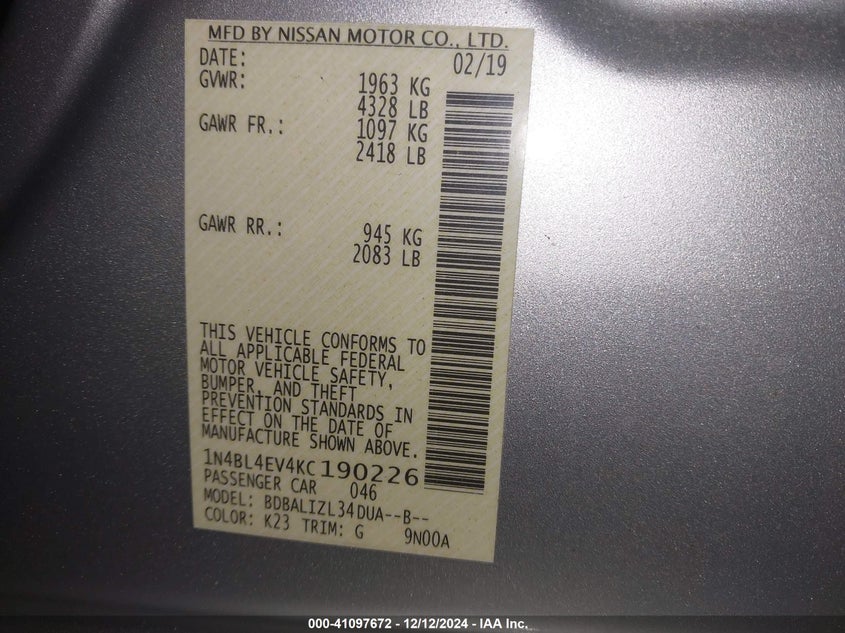 MFD BY NISSAN MOTOR CO., LTD.
DATE: 02/19
GVWR: 1963 KG
4328 LB
GAWR FR.: 1097 KG
2418 LB
GAWR RR.: 945 KG
2083 LB
THIS VEHICLE CONFORMS TO
ALL APPLICABLE FEDERAL
MOTOR VEHICLE SAFETY,
BUMPER, AND THEFT
PREVENTION STANDARDS IN
EFFECT ON THE DATE OF
MANUFACTURE SHOWN ABOVE.
1N4BL4EV4KC190226
PASSENGER CAR 046
MODEL: BDBALIZL34DUA--B--
COLOR: K23 TRIM: G 9N00A
000-41097672 - 12/12/2024 - IAA Inc.